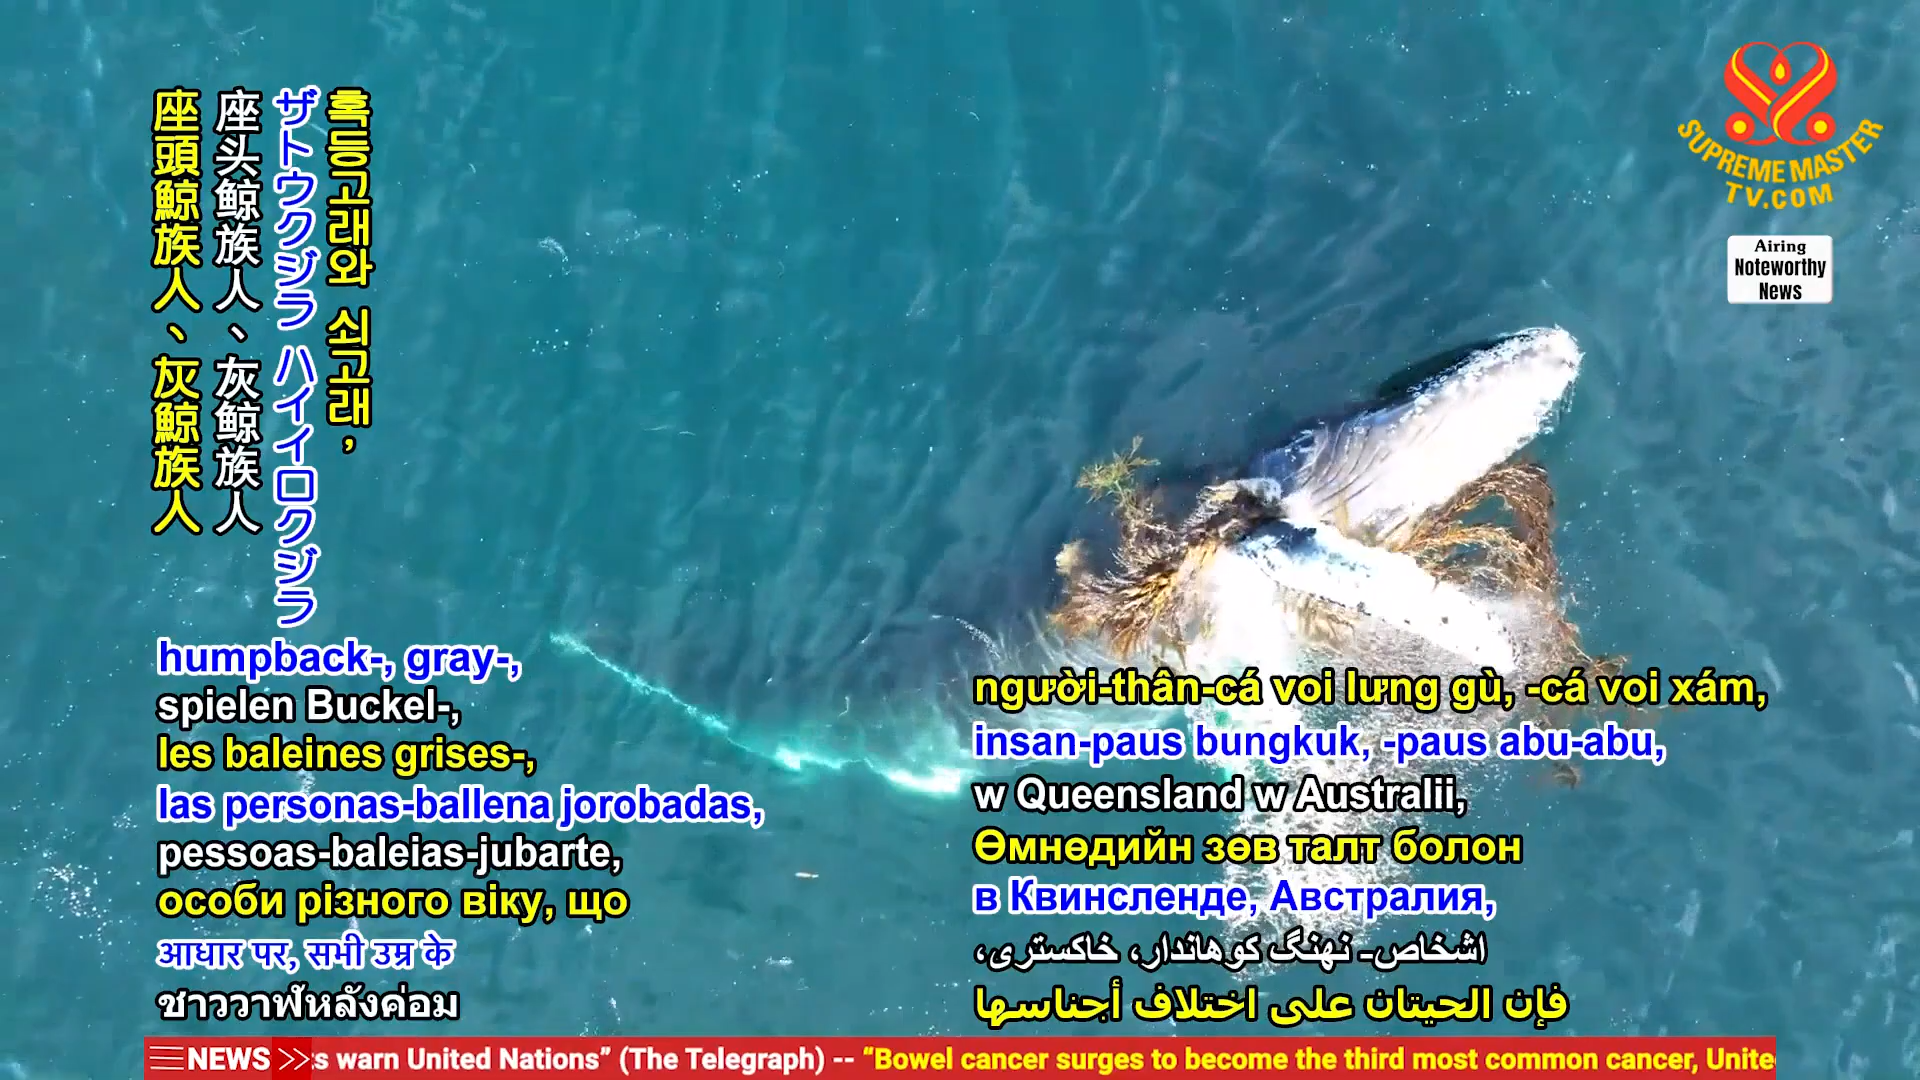 座頭鯨族人、灰鯨族人
座头鲸族人、灰鲸族人
ザトウクジラ ハイイロクジラ
혹등고래와 쇠고래,
humpback-, gray-,
spielen Buckel-,
les baleines grises-,
las personas-ballena jorobadas,
pessoas-baleias-jubarte,
особи різного віку, що
आधार पर, सभी उम्र के
ชาววาฬหลังค่อม
người-thân-cá voi lưng gù, -cá voi xám,
insan-paus bungkuk, -paus abu-abu,
w Queensland w Australii,
Өмнөдийн зөв талт болон
в Квинсленде, Австралия,
اشخاص- نهنگ کوهاندار، خاکستری،
فإن الحيتان على اختلاف أجناسها
SUPREME MASTER
TV.COM
Airing
Noteworthy
News
NEWS
warn United Nations” (The Telegraph) -- “Bowel cancer surges to become the third most common cancer,